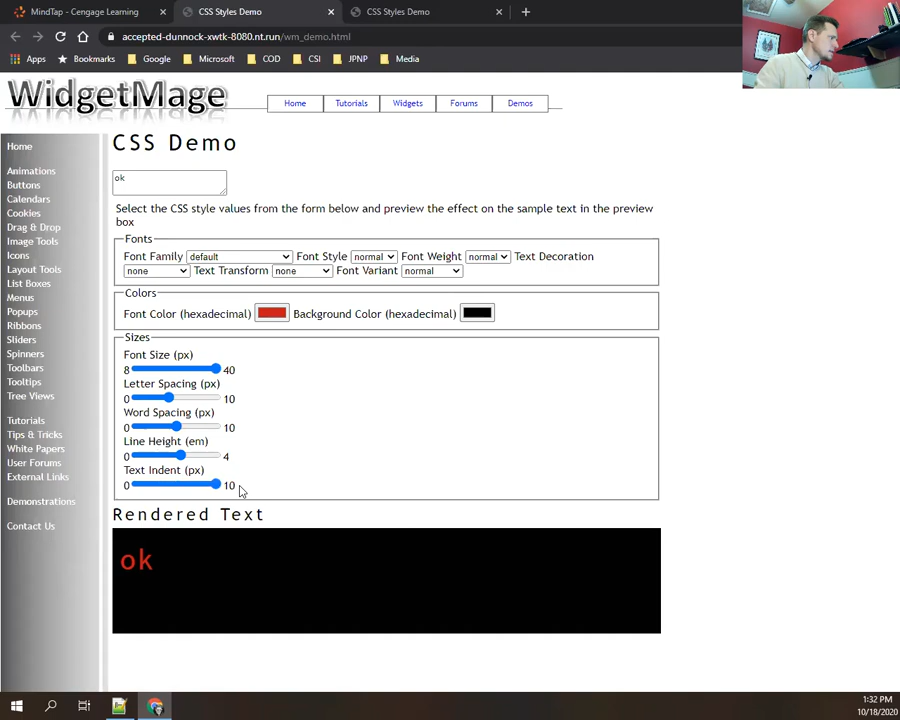 MindTap - Cengage Learning
CSS Styles Demo
CSS Styles Demo
accepted-dunnock-xwtk-8080.nt.run/wm_demo.html
Apps Bookmarks Google Microsoft COD CSI JPNP Media
WidgetMage
Home Tutorials Widgets Forums Demos
Home
Animations
Buttons
Calendars
Cookies
Drag & Drop
Image Tools
Icons
Layout Tools
List Boxes
Menus
Popups
Ribbons
Sliders
Spinners
Toolbars
Tooltips
Tree Views
Tutorials
Tips & Tricks
White Papers
User Forums
External Links
Demonstrations
Contact Us
CSS Demo
ok
Select the CSS style values from the form below and preview the effect on the sample text in the preview
box
Fonts
Font Family default Font Style normal Font Weight normal Text Decoration
none Text Transform none Font Variant normal
Colors
Font Color (hexadecimal) Background Color (hexadecimal)
Sizes
Font Size (px)
8 40
Letter Spacing (px)
0 10
Word Spacing (px)
0 10
Line Height (em)
0 4
Text Indent (px)
0 10
Rendered Text
ok
1:32 PM
10/18/2020